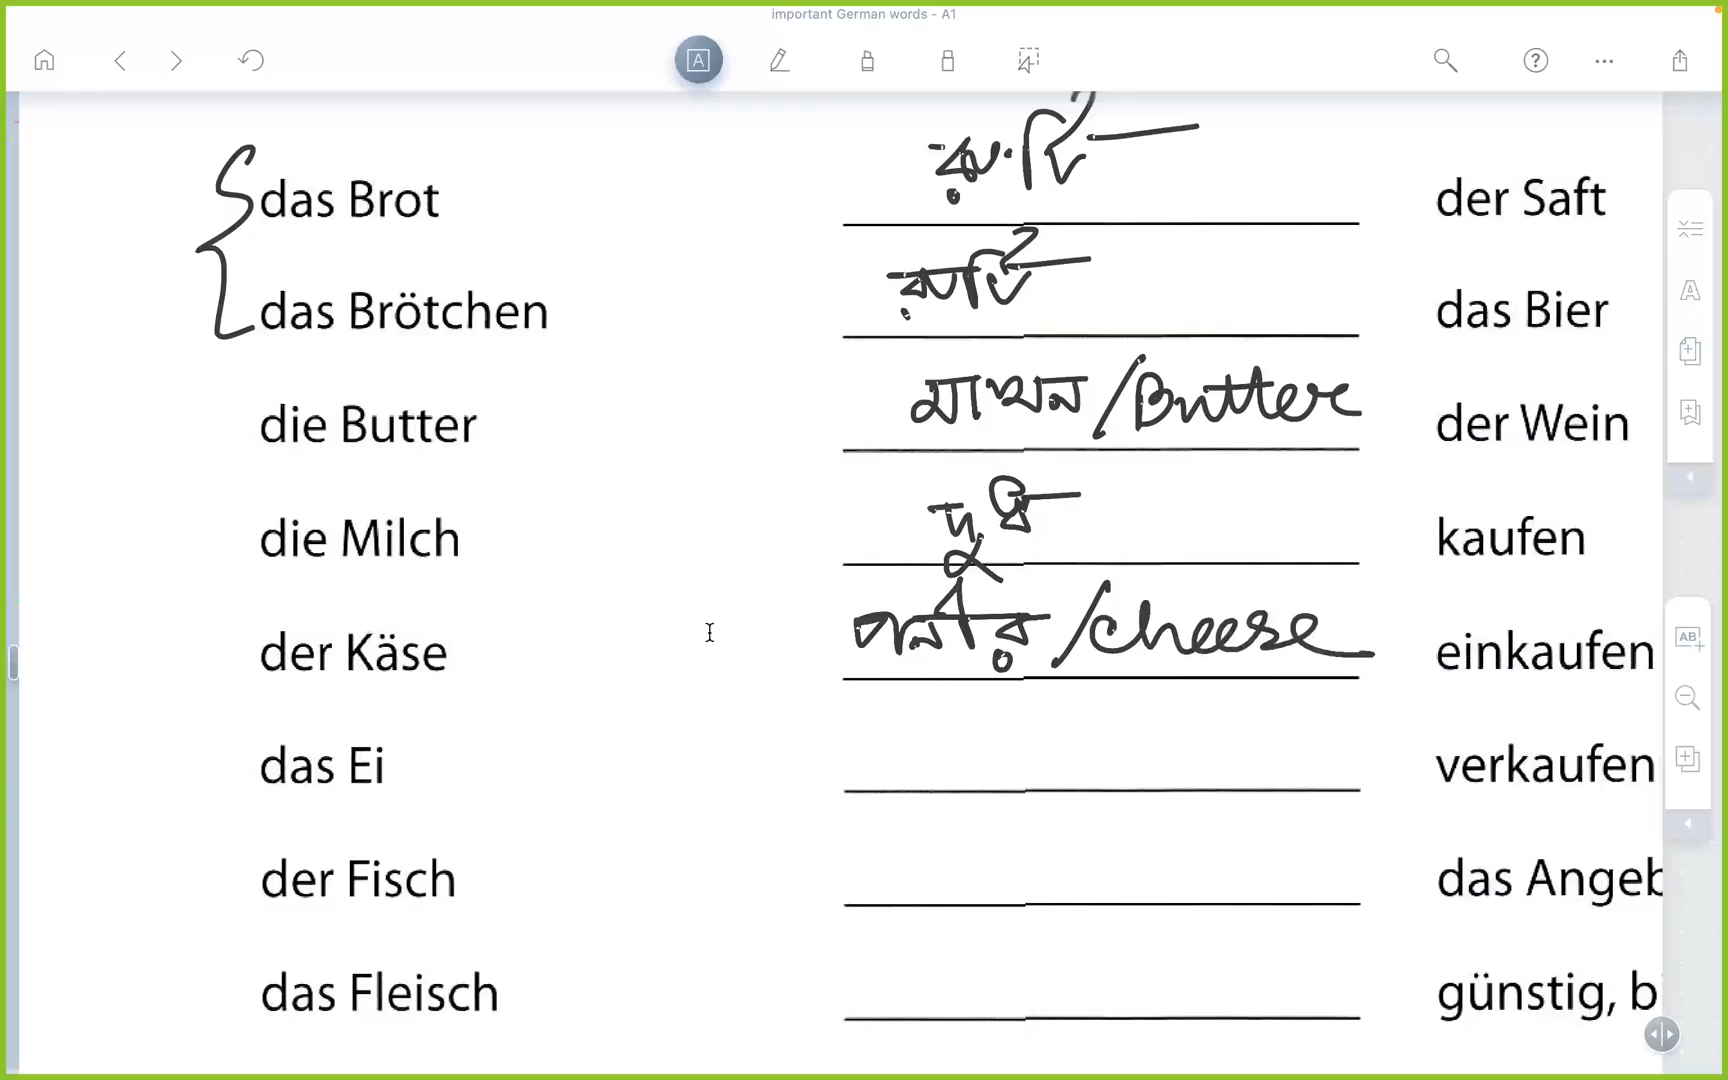 important German words - A1
das Brot রুটি der Saft
das Brötchen রুটি das Bier
die Butter মাখন /Butter der Wein
die Milch দুধ kaufen
der Käse পনির /cheese einkaufen
das Ei verkaufen
der Fisch das Angeb
das Fleisch günstig, bi